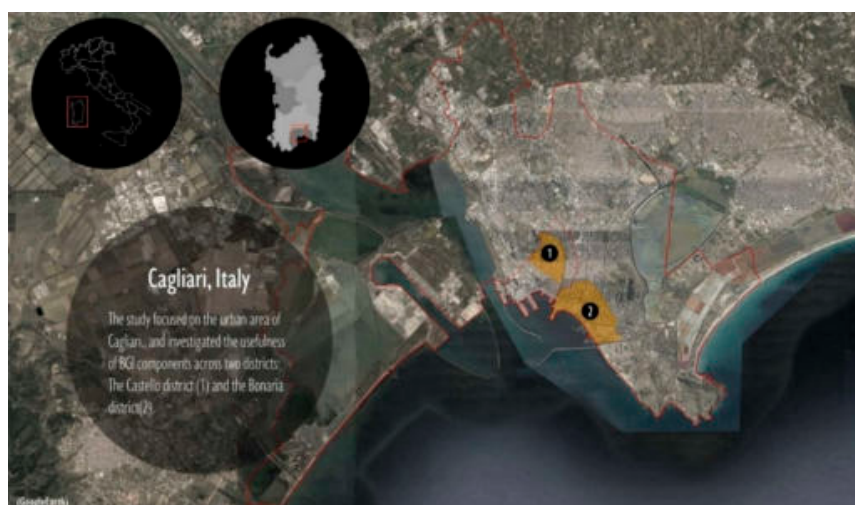 Cagliari, Italy
The study focused on the urban area of
Cagliari., and investigated the usefulness
of BGI components across two districts:
The Castello district (1) and the Bonaria
district(2)
1
2
(GoogleEarth)